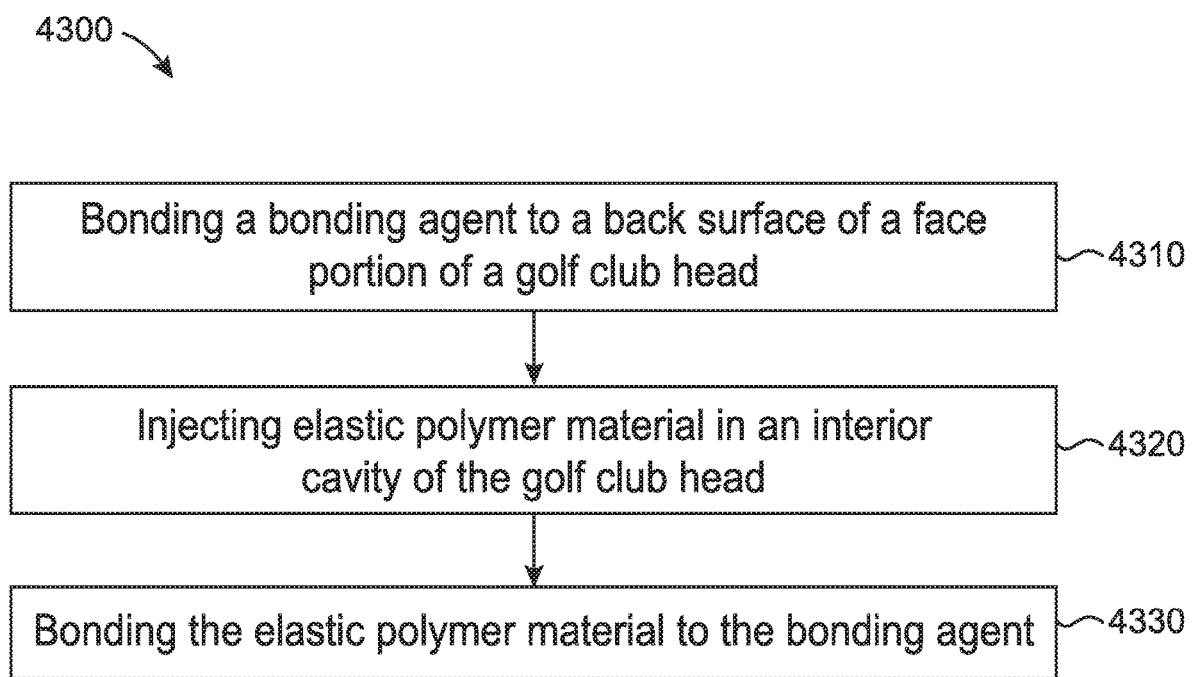 4300
Bonding a bonding agent to a back surface of a face
portion of a golf club head
4310
Injecting elastic polymer material in an interior
cavity of the golf club head
4320
Bonding the elastic polymer material to the bonding agent
4330